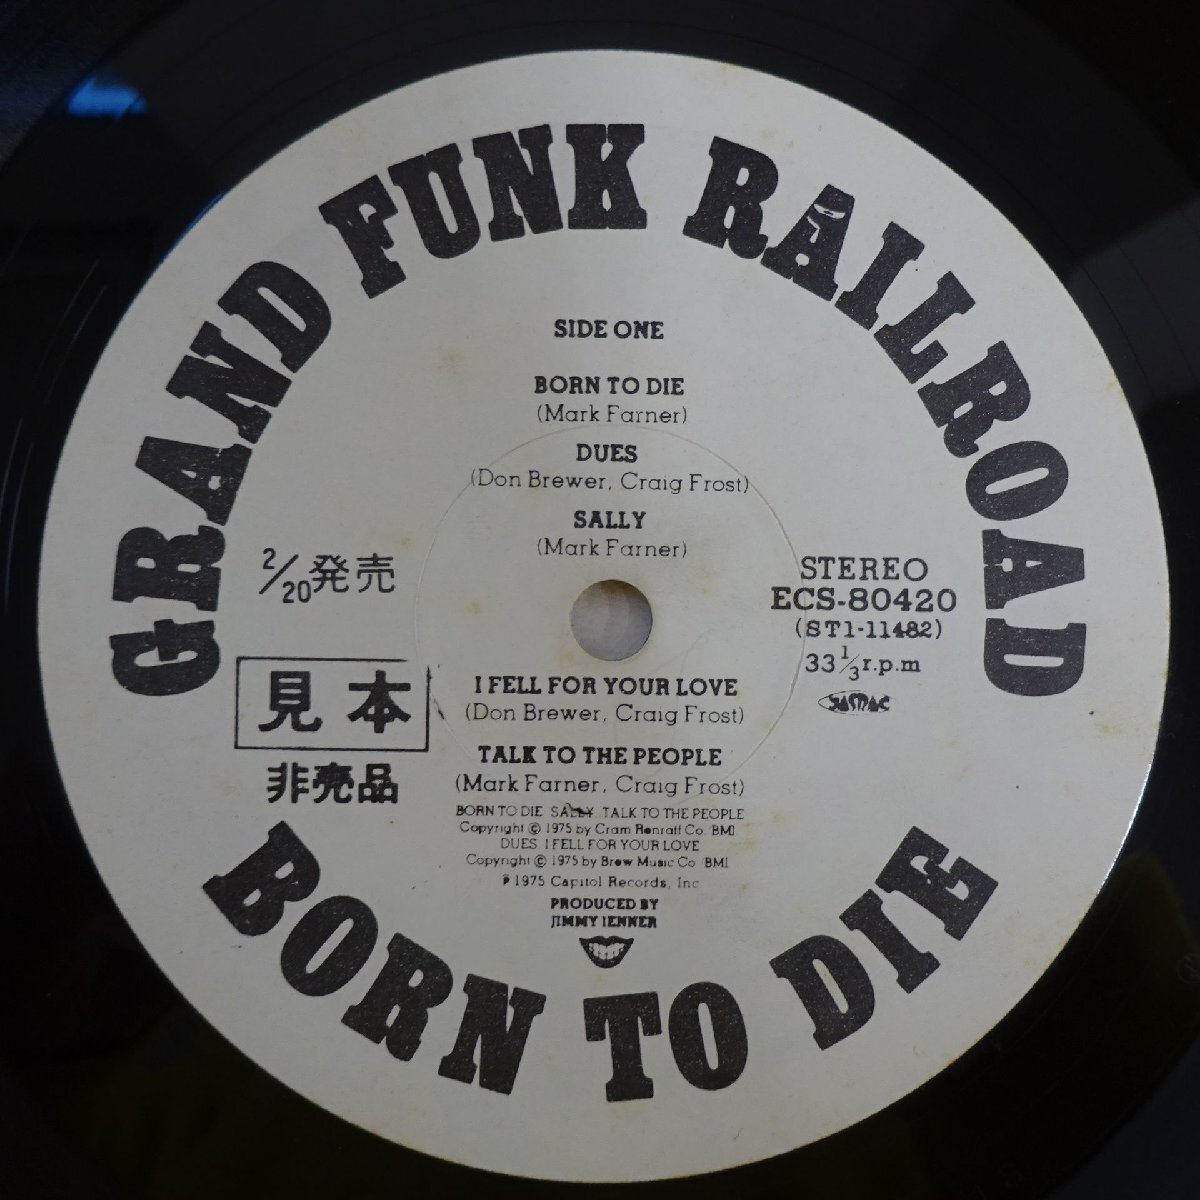 GRAND FUNK RAILROAD
SIDE ONE
BORN TO DIE
(Mark Farner)
DUES
(Don Brewer, Craig Frost)
SALLY
(Mark Farner)
2/20発売
見本
非売品
STEREO
ECS-80420
(ST1-11482)
33 1/3 r.p.m
JASRAC
I FELL FOR YOUR LOVE
(Don Brewer, Craig Frost)
TALK TO THE PEOPLE
(Mark Farner, Craig Frost)
BORN TO DIE SALLY TALK TO THE PEOPLE
Copyright © 1975 by Cram Renraff Co. BMI
DUES I FELL FOR YOUR LOVE
Copyright © 1975 by Brew Music Co. BMI
℗ 1975 Capitol Records, Inc
PRODUCED BY
JIMMY IENNER
BORN TO DIE